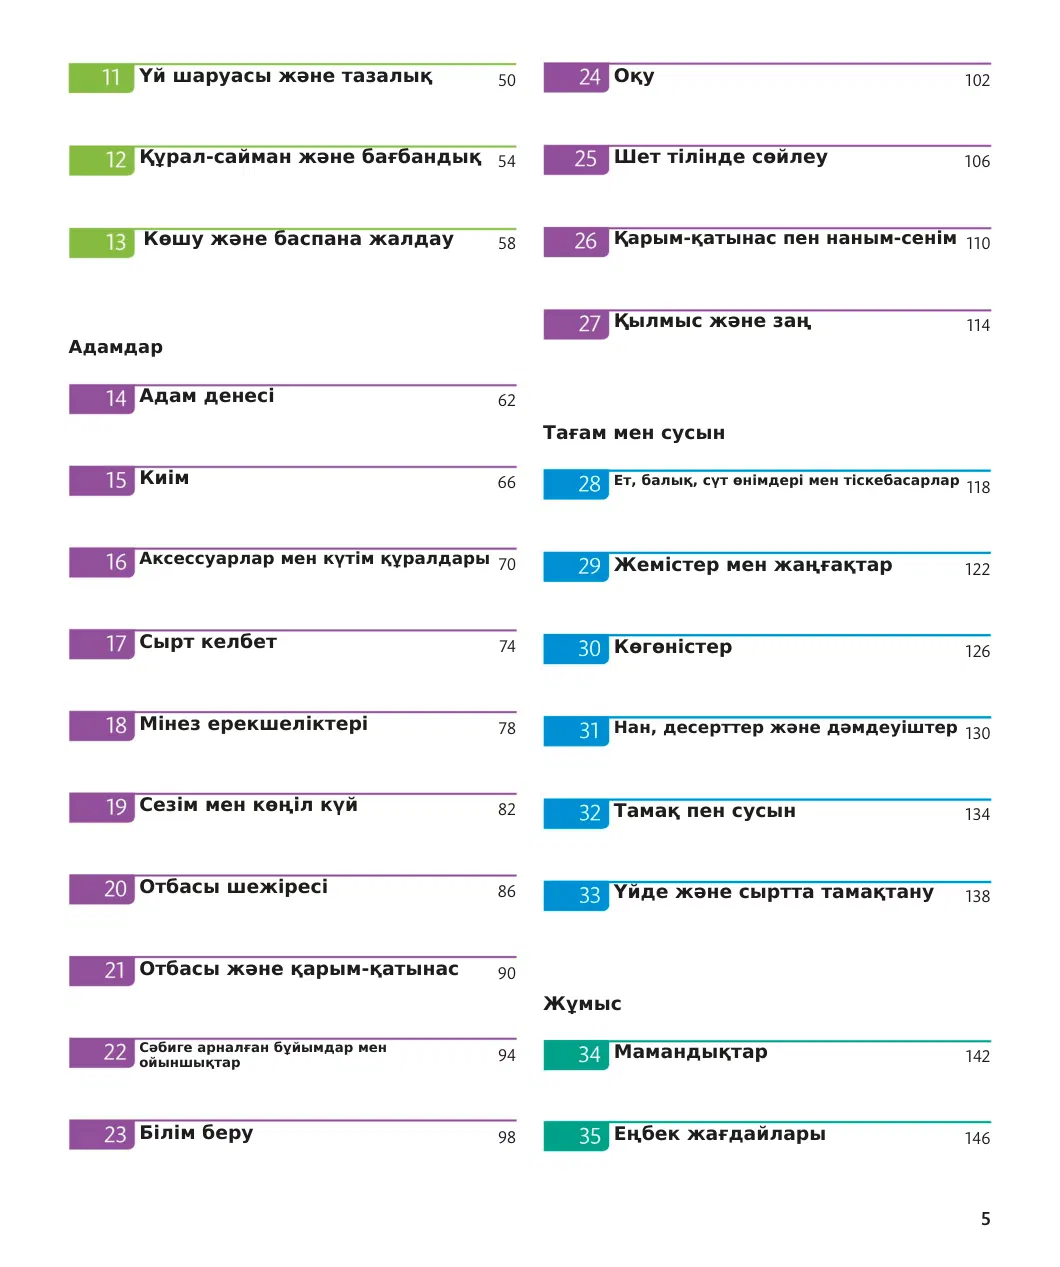 11 Үй шаруасы және тазалық 50
12 Құрал-сайман және бағбандық 54
13 Көшу және баспана жалдау 58
Адамдар
14 Адам денесі 62
15 Киім 66
16 Аксессуарлар мен күтім құралдары 70
17 Сырт келбет 74
18 Мінез ерекшеліктері 78
19 Сезім мен көңіл күй 82
20 Отбасы шежіресі 86
21 Отбасы және қарым-қатынас 90
22 Сәбиге арналған бұйымдар мен
ойыншықтар 94
23 Білім беру 98
24 Оқу 102
25 Шет тілінде сөйлеу 106
26 Қарым-қатынас пен наным-сенім 110
27 Қылмыс және заң 114
Тағам мен сусын
28 Ет, балық, сүт өнімдері мен тіскебасарлар 118
29 Жемістер мен жаңғақтар 122
30 Көгөністер 126
31 Нан, десерттер және дәмдеуіштер 130
32 Тамақ пен сусын 134
33 Үйде және сыртта тамақтану 138
Жұмыс
34 Мамандықтар 142
35 Еңбек жағдайлары 146
5